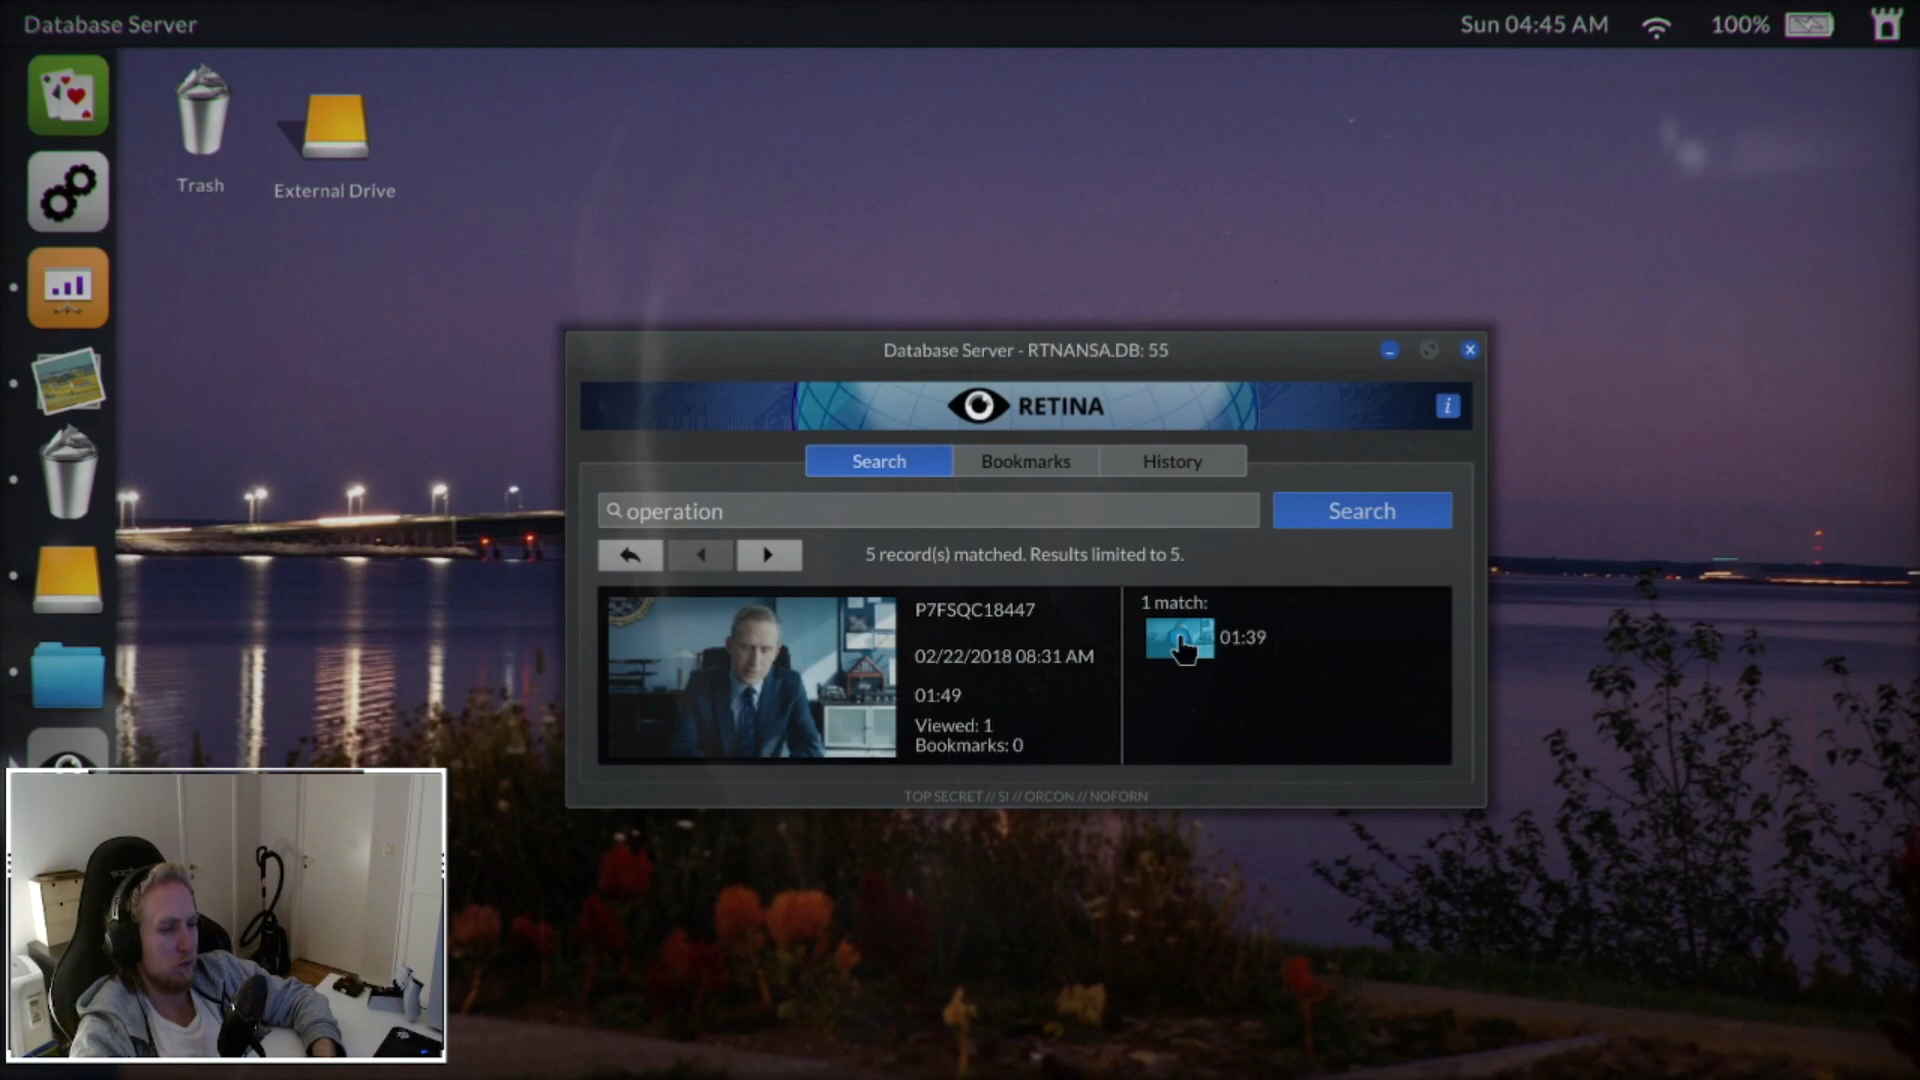 Database Server
Sun 04:45 AM
100%
Trash
External Drive
Database Server - RTNANSA.DB: 55
RETINA
i
Search
Bookmarks
History
operation
Search
5 record(s) matched. Results limited to 5.
P7FSQC18447
02/22/2018 08:31 AM
01:49
Viewed: 1
Bookmarks: 0
1 match:
01:39
TOP SECRET // SI // ORCON // NOFORN